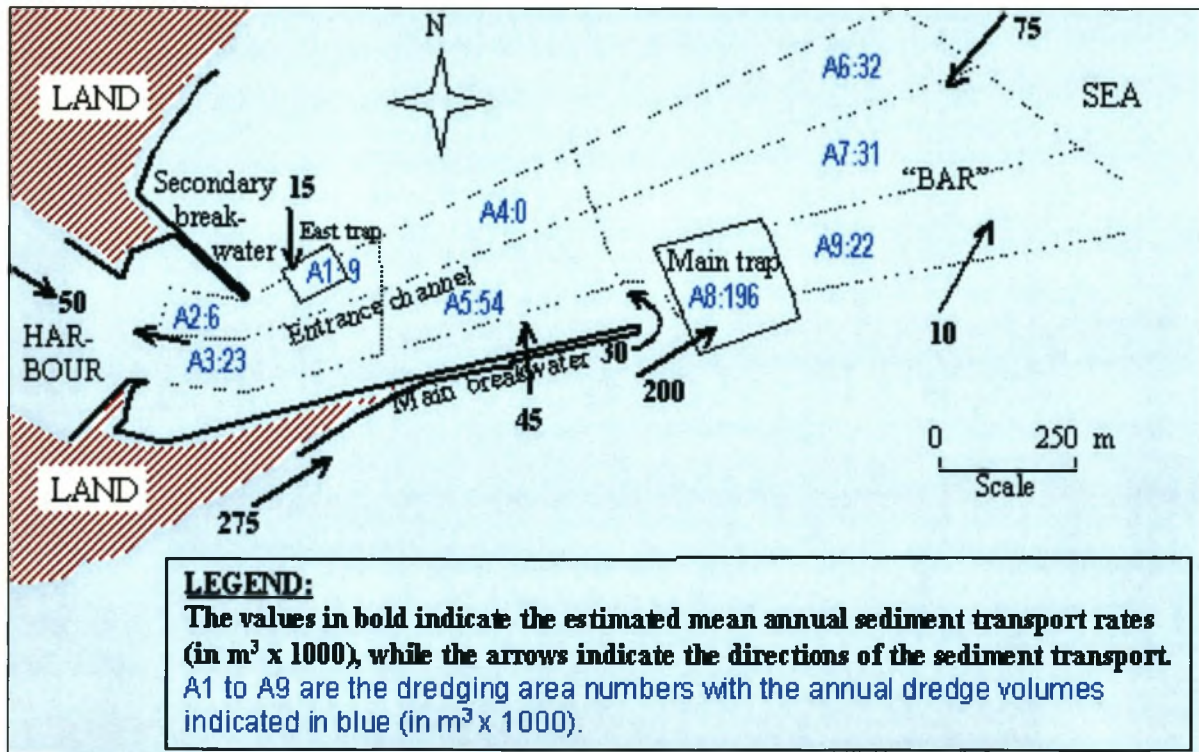 N
75
LAND
A6:32
SEA
A7:31
Secondary
break-
water
15
East trap
A1:9
A4:0
"BAR"
A9:22
Main trap
A8:196
Entrance channel
A5:54
50
A2:6
HAR-
BOUR
A3:23
30
10
Main breakwater
200
45
0 250 m
Scale
LAND
275
LEGEND:
The values in bold indicate the estimated mean annual sediment transport rates
(in m³ x 1000), while the arrows indicate the directions of the sediment transport.
A1 to A9 are the dredging area numbers with the annual dredge volumes
indicated in blue (in m³ x 1000).